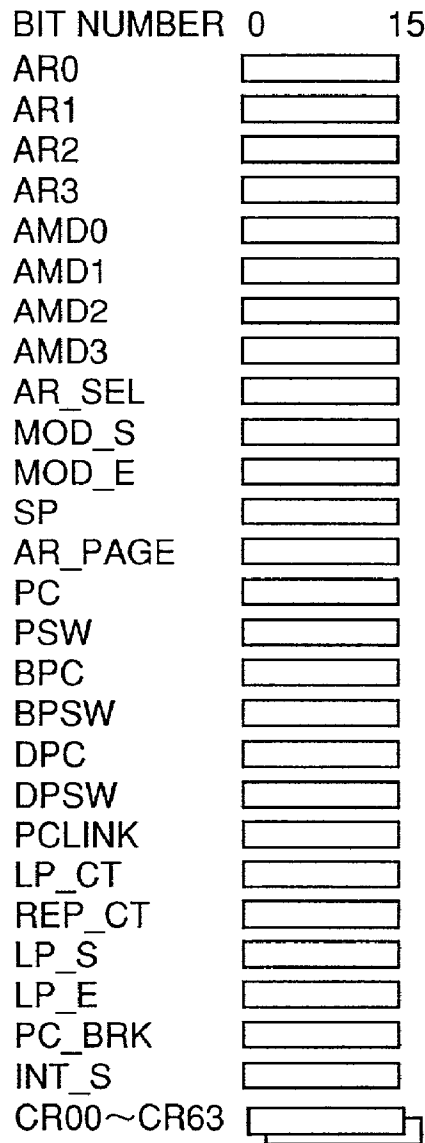 BIT NUMBER 0 15
AR0
AR1
AR2
AR3
AMD0
AMD1
AMD2
AMD3
AR_SEL
MOD_S
MOD_E
SP
AR_PAGE
PC
PSW
BPC
BPSW
DPC
DPSW
PCLINK
LP_CT
REP_CT
LP_S
LP_E
PC_BRK
INT_S
CR00～CR63